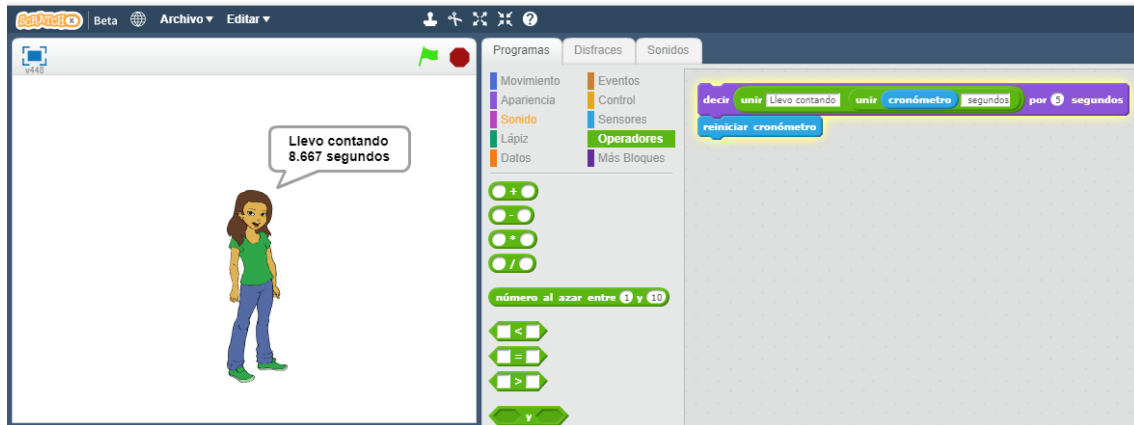 SCRATCHX Beta Archivo Editar
v448
Llevo contando
8.667 segundos
Programas Disfraces Sonidos
Movimiento Eventos
Apariencia Control
Sonido Sensores
Lápiz Operadores
Datos Más Bloques
+
-
*
/
número al azar entre 1 y 10
<
=
>
y
decir unir Llevo contando unir cronómetro segundos por 5 segundos
reiniciar cronómetro